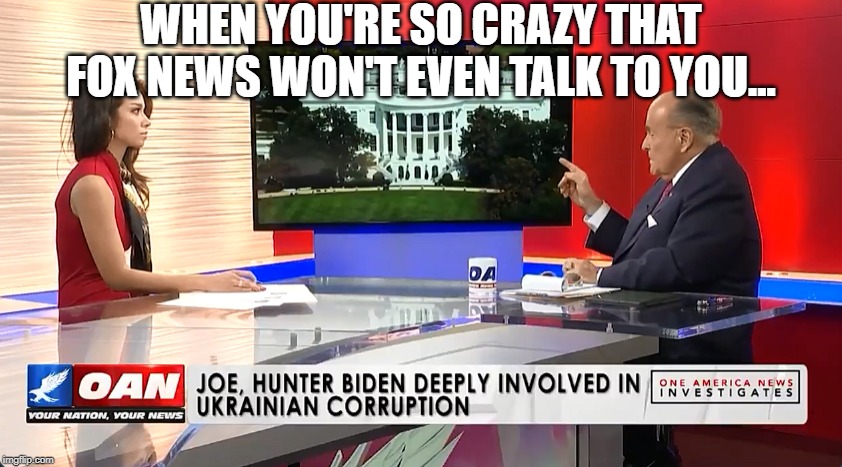 WHEN YOU'RE SO CRAZY THAT
FOX NEWS WON'T EVEN TALK TO YOU...
OA
OAN
YOUR NATION, YOUR NEWS
JOE, HUNTER BIDEN DEEPLY INVOLVED IN
UKRAINIAN CORRUPTION
ONE AMERICA NEWS
INVESTIGATES
imgflip.com